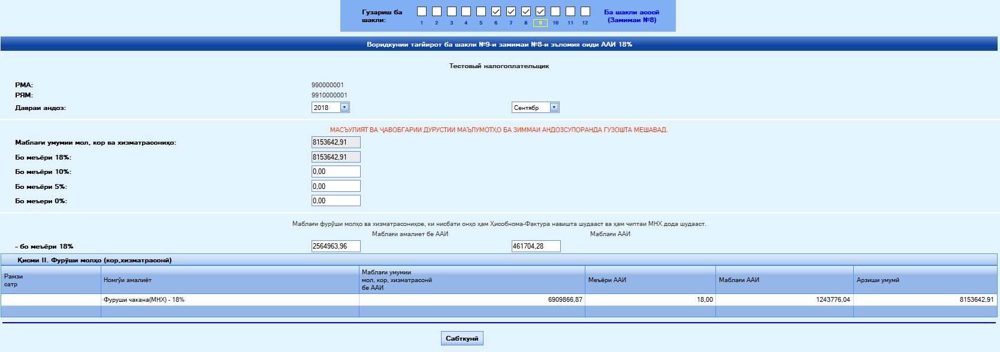 Гузориш ба
шакли:
1 2 3 4 5 6 7 8 9 10 11 12
Ба шакли асосӣ
(Замимаи №8)
Воридкунии тағйирот ба шакли №9-и замимаи №8-и эъломия оиди ААИ 18%
Тестовый налогоплательщик
РМА: 990000001
РЯМ: 9910000001
Давраи андоз: 2018 Сентябр
МАСЪУЛИЯТ ВА ҶАВОБГАРИИ ДУРУСТИИ МАЪЛУМОТҲО БА ЗИММАИ АНДОЗСУПОРАНДА ГУЗОШТА МЕШАВАД.
Маблағи умумии мол, кор ва хизматрасониҳо: 8153642,91
Бо меъёри 18%: 8153642,91
Бо меъёри 10%: 0,00
Бо меъёри 5%: 0,00
Бо меъери 0%: 0,00
Маблағи фурӯши молҳо ва хизматрасониҳое, ки нисбати онҳо ҳам Ҳисобнома-Фактура навишта шудааст ва ҳам чиптаи МНХ дода шудааст.
Маблағи амалиет бе ААИ Маблағи ААИ
- бо меъёри 18% 2564963,96 461704,28
Қисми II. Фурӯши молҳо (кор,хизматрасонӣ)
Рамзи
сатр
Номгӯи амалиёт
Маблағи умумии
мол, кор, хизматрасонӣ
бе ААИ
Меъёри ААИ
Маблағи ААИ
Арзиши умумӣ
Фуруши чакана(МНХ) - 18% 6909866,87 18,00 1243776,04 8153642,91
Сабткунӣ